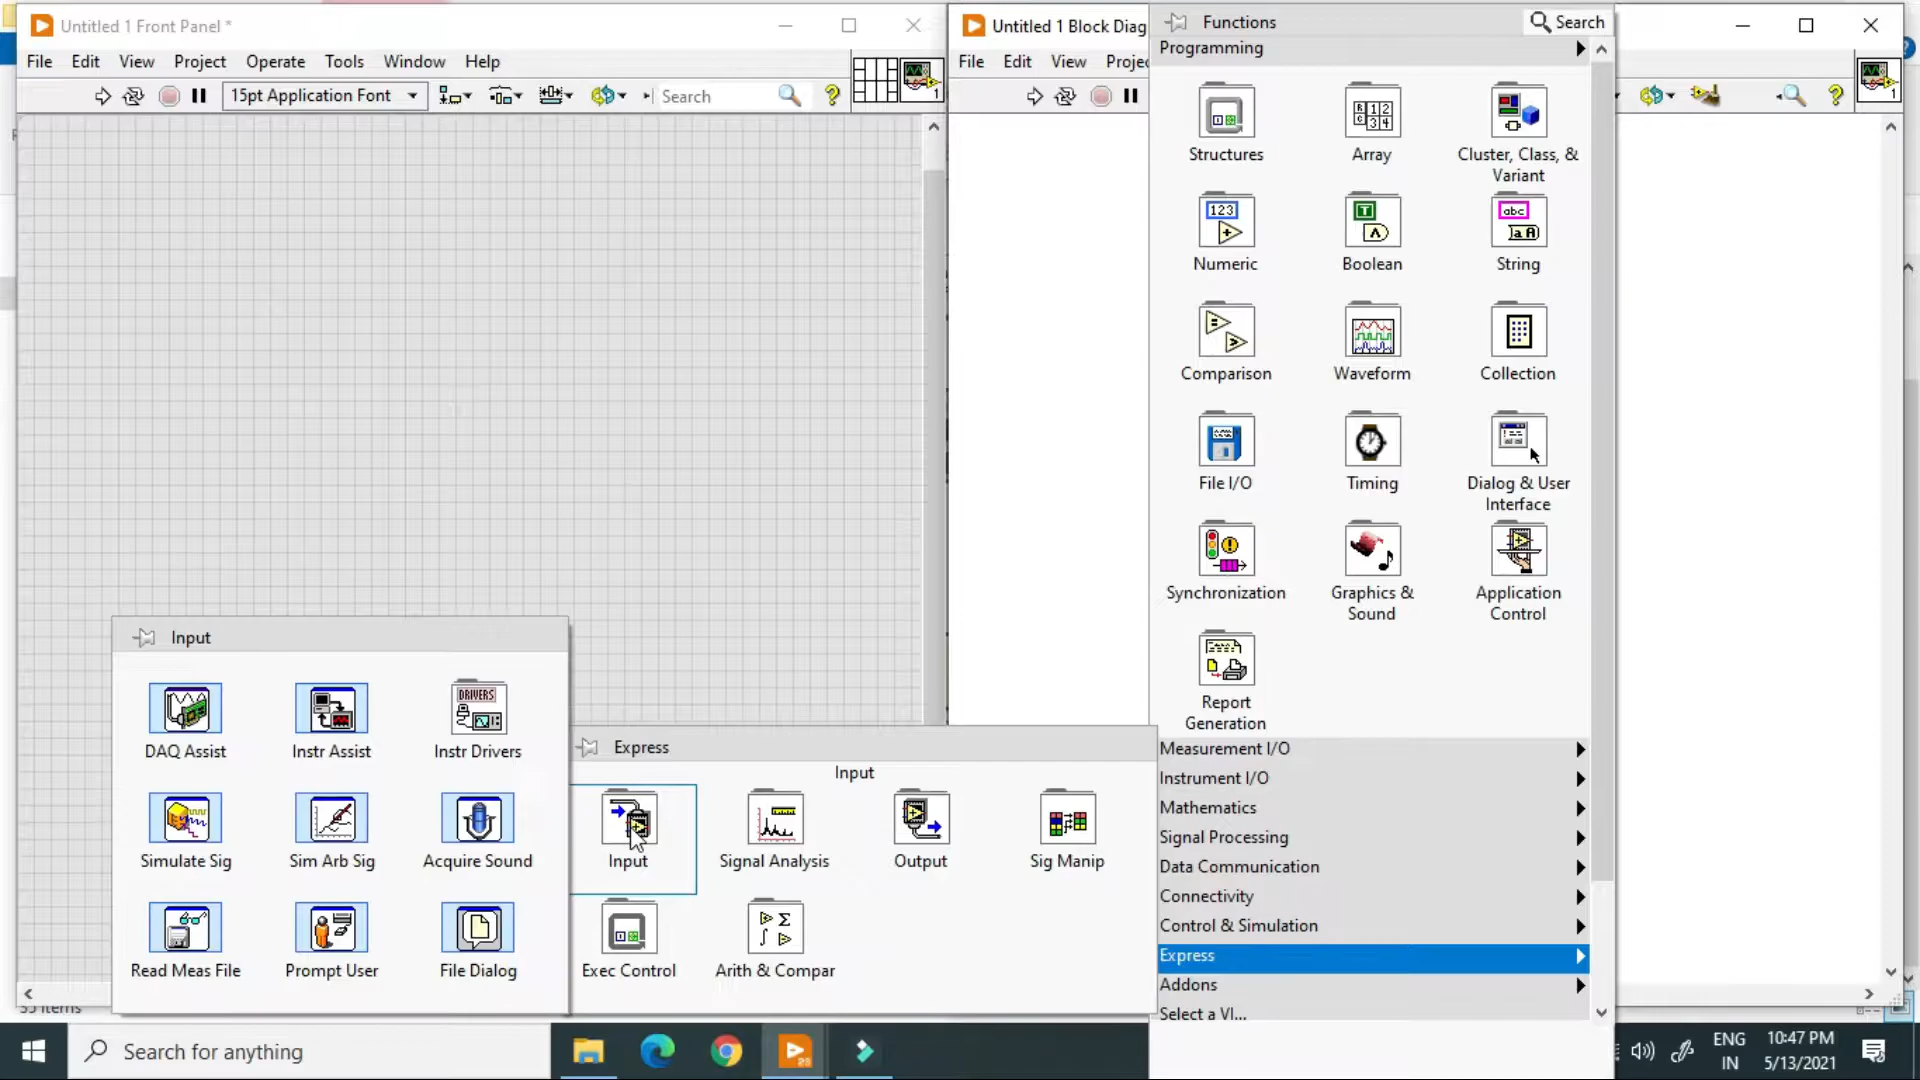 Untitled 1 Front Panel *
File Edit View Project Operate Tools Window Help
15pt Application Font
Search
Untitled 1 Block Diag
File Edit View Projec
Functions
Search
Programming
Structures
Array
Cluster, Class, &
Variant
Numeric
Boolean
String
Comparison
Waveform
Collection
File I/O
Timing
Dialog & User
Interface
Synchronization
Graphics &
Sound
Application
Control
Report
Generation
Measurement I/O
Instrument I/O
Mathematics
Signal Processing
Data Communication
Connectivity
Control & Simulation
Express
Addons
Select a VI...
Express
Input
Input
Signal Analysis
Output
Sig Manip
Exec Control
Arith & Compar
Input
DRIVERS
DAQ Assist
Instr Assist
Instr Drivers
Simulate Sig
Sim Arb Sig
Acquire Sound
Read Meas File
Prompt User
File Dialog
Search for anything
ENG
IN
10:47 PM
5/13/2021